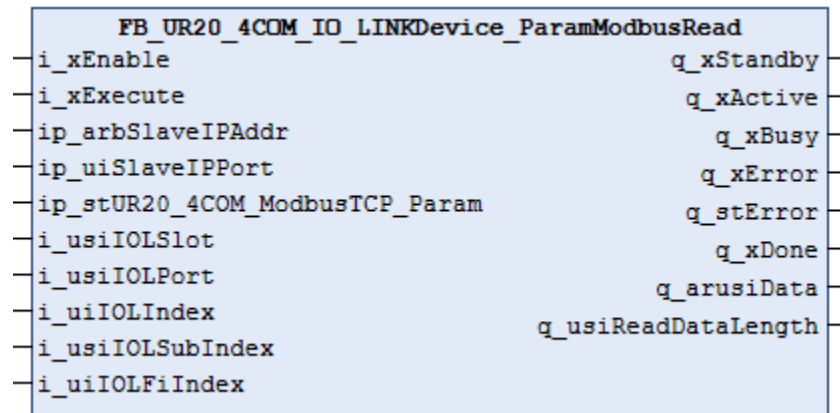 FB_UR20_4COM_IO_LINKDevice_ParamModbusRead
i_xEnable q_xStandby
i_xExecute q_xActive
ip_arbSlaveIPAddr q_xBusy
ip_uiSlaveIPPort q_xError
ip_stUR20_4COM_ModbusTCP_Param q_stError
i_usiIOLSlot q_xDone
i_usiIOLPort q_arusiData
i_uiIOLIndex q_usiReadDataLength
i_usiIOLSubIndex
i_uiIOLFiIndex